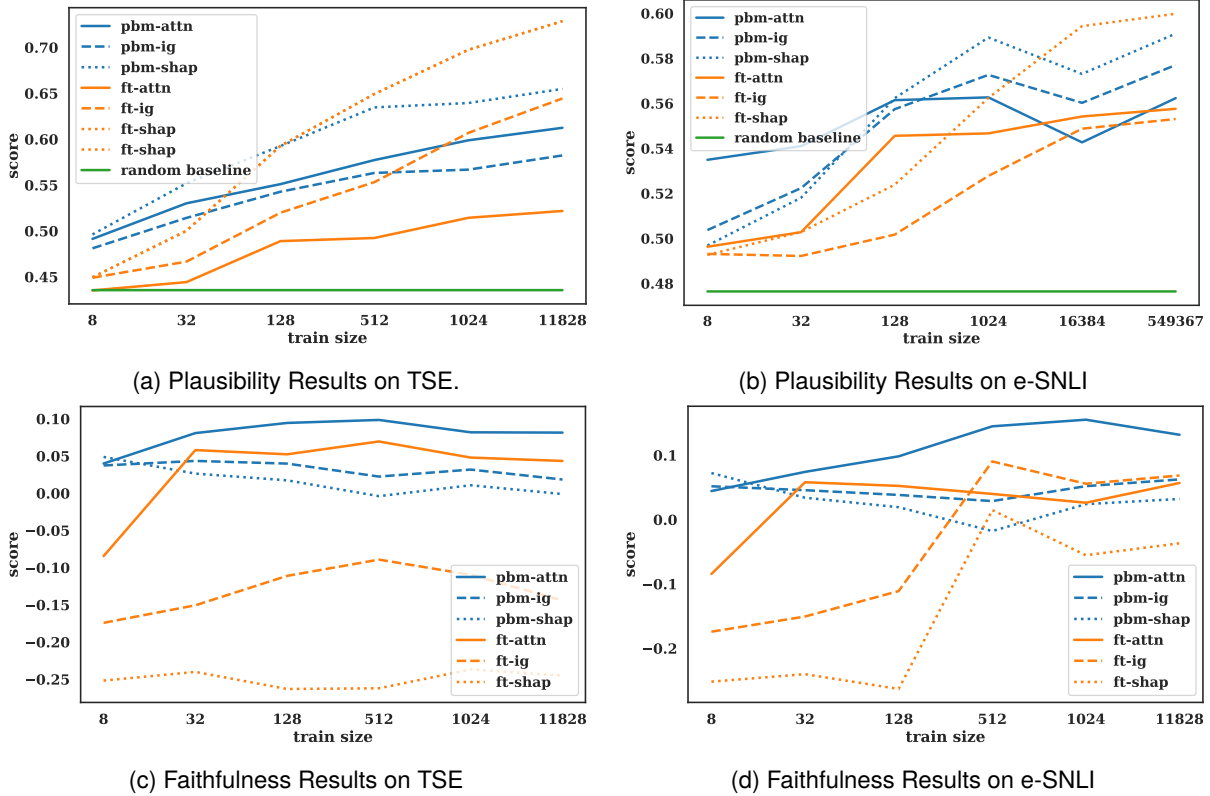 pbm-attn
pbm-ig
pbm-shap
ft-attn
ft-ig
ft-shap
ft-shap
random baseline
score
0.70
0.65
0.60
0.55
0.50
0.45
8 32 128 512 1024 11828
train size
(a) Plausibility Results on TSE.
pbm-attn
pbm-ig
pbm-shap
ft-attn
ft-ig
ft-shap
random baseline
score
0.60
0.58
0.56
0.54
0.52
0.50
0.48
8 32 128 1024 16384 549367
train size
(b) Plausibility Results on e-SNLI
score
0.10
0.05
0.00
−0.05
−0.10
−0.15
−0.20
−0.25
pbm-attn
pbm-ig
pbm-shap
ft-attn
ft-ig
ft-shap
8 32 128 512 1024 11828
train size
(c) Faithfulness Results on TSE
score
0.1
0.0
−0.1
−0.2
pbm-attn
pbm-ig
pbm-shap
ft-attn
ft-ig
ft-shap
8 32 128 512 1024 11828
train size
(d) Faithfulness Results on e-SNLI